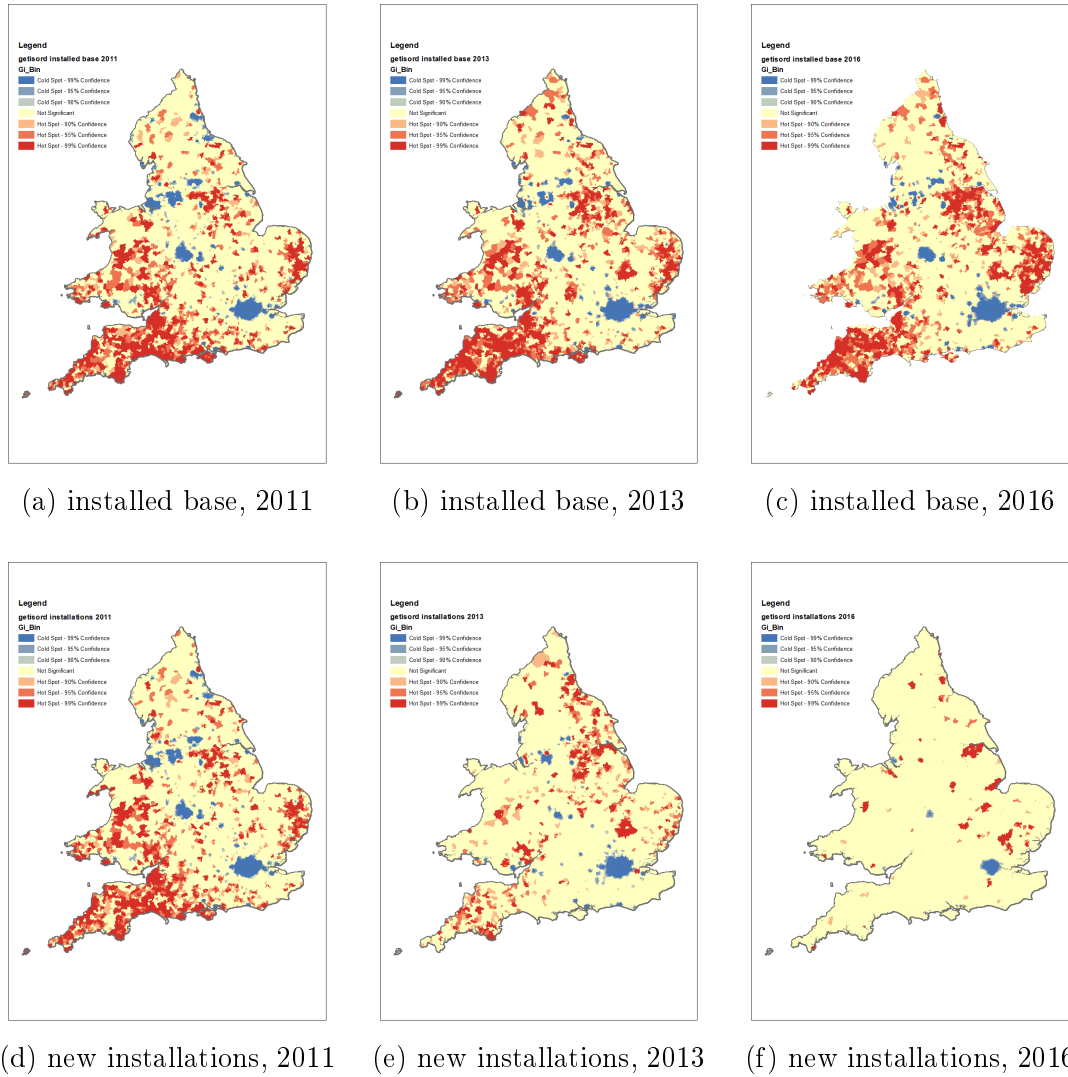 Legend
getisord installed base 2011
Gi_Bin
Cold Spot - 99% Confidence
Cold Spot - 95% Confidence
Cold Spot - 90% Confidence
Not Significant
Hot Spot - 90% Confidence
Hot Spot - 95% Confidence
Hot Spot - 99% Confidence
(a) installed base, 2011
Legend
getisord installed base 2013
Gi_Bin
Cold Spot - 99% Confidence
Cold Spot - 95% Confidence
Cold Spot - 90% Confidence
Not Significant
Hot Spot - 90% Confidence
Hot Spot - 95% Confidence
Hot Spot - 99% Confidence
(b) installed base, 2013
Legend
getisord installed base 2016
Gi_Bin
Cold Spot - 99% Confidence
Cold Spot - 95% Confidence
Cold Spot - 90% Confidence
Not Significant
Hot Spot - 90% Confidence
Hot Spot - 95% Confidence
Hot Spot - 99% Confidence
(c) installed base, 2016
Legend
getisord installations 2011
Gi_Bin
Cold Spot - 99% Confidence
Cold Spot - 95% Confidence
Cold Spot - 90% Confidence
Not Significant
Hot Spot - 90% Confidence
Hot Spot - 95% Confidence
Hot Spot - 99% Confidence
(d) new installations, 2011
Legend
getisord installations 2013
Gi_Bin
Cold Spot - 99% Confidence
Cold Spot - 95% Confidence
Cold Spot - 90% Confidence
Not Significant
Hot Spot - 90% Confidence
Hot Spot - 95% Confidence
Hot Spot - 99% Confidence
(e) new installations, 2013
Legend
getisord installations 2016
Gi_Bin
Cold Spot - 99% Confidence
Cold Spot - 95% Confidence
Cold Spot - 90% Confidence
Not Significant
Hot Spot - 90% Confidence
Hot Spot - 95% Confidence
Hot Spot - 99% Confidence
(f) new installations, 2016